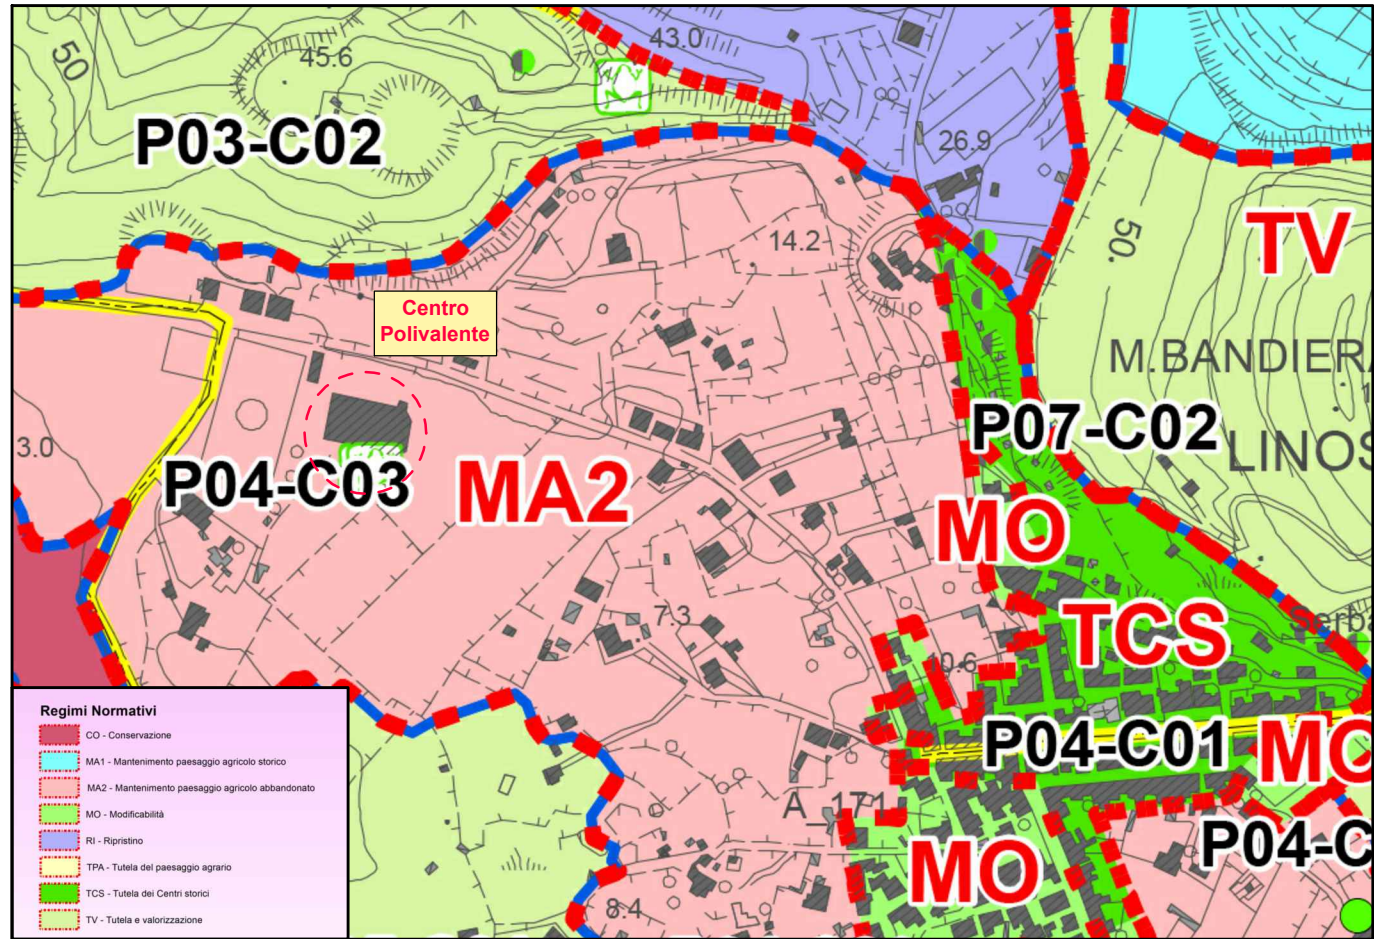 50
45.6
43.0
P03-C02
26.9
TV
14.2
50.
Centro
Polivalente
M.BANDIERA
P07-C02
LINOS
3.0
P04-C03
MA2
MO
7.3
TCS
Serba
10.6
P04-C01
MO
A_171
P04-C
MO
8.4
Regimi Normativi
CO - Conservazione
MA1 - Mantenimento paesaggio agricolo storico
MA2 - Mantenimento paesaggio agricolo abbandonato
MO - Modificabilità
RI - Ripristino
TPA - Tutela del paesaggio agrario
TCS - Tutela dei Centri storici
TV - Tutela e valorizzazione